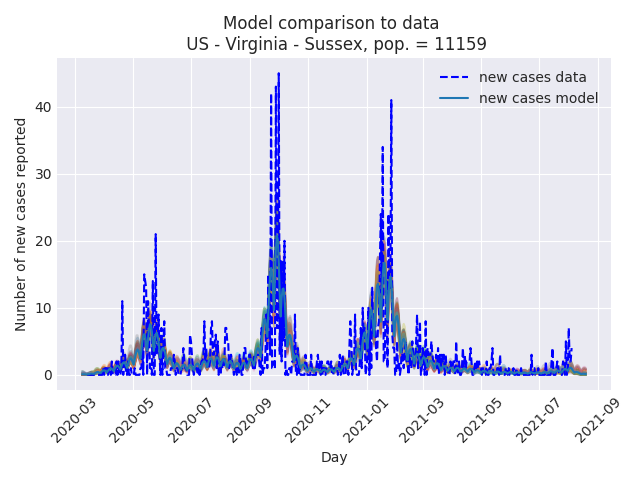 Model comparison to data
US - Virginia - Sussex, pop. = 11159
new cases data
new cases model
Number of new cases reported
40
30
20
10
0
2020-03
2020-05
2020-07
2020-09
2020-11
2021-01
2021-03
2021-05
2021-07
2021-09
Day